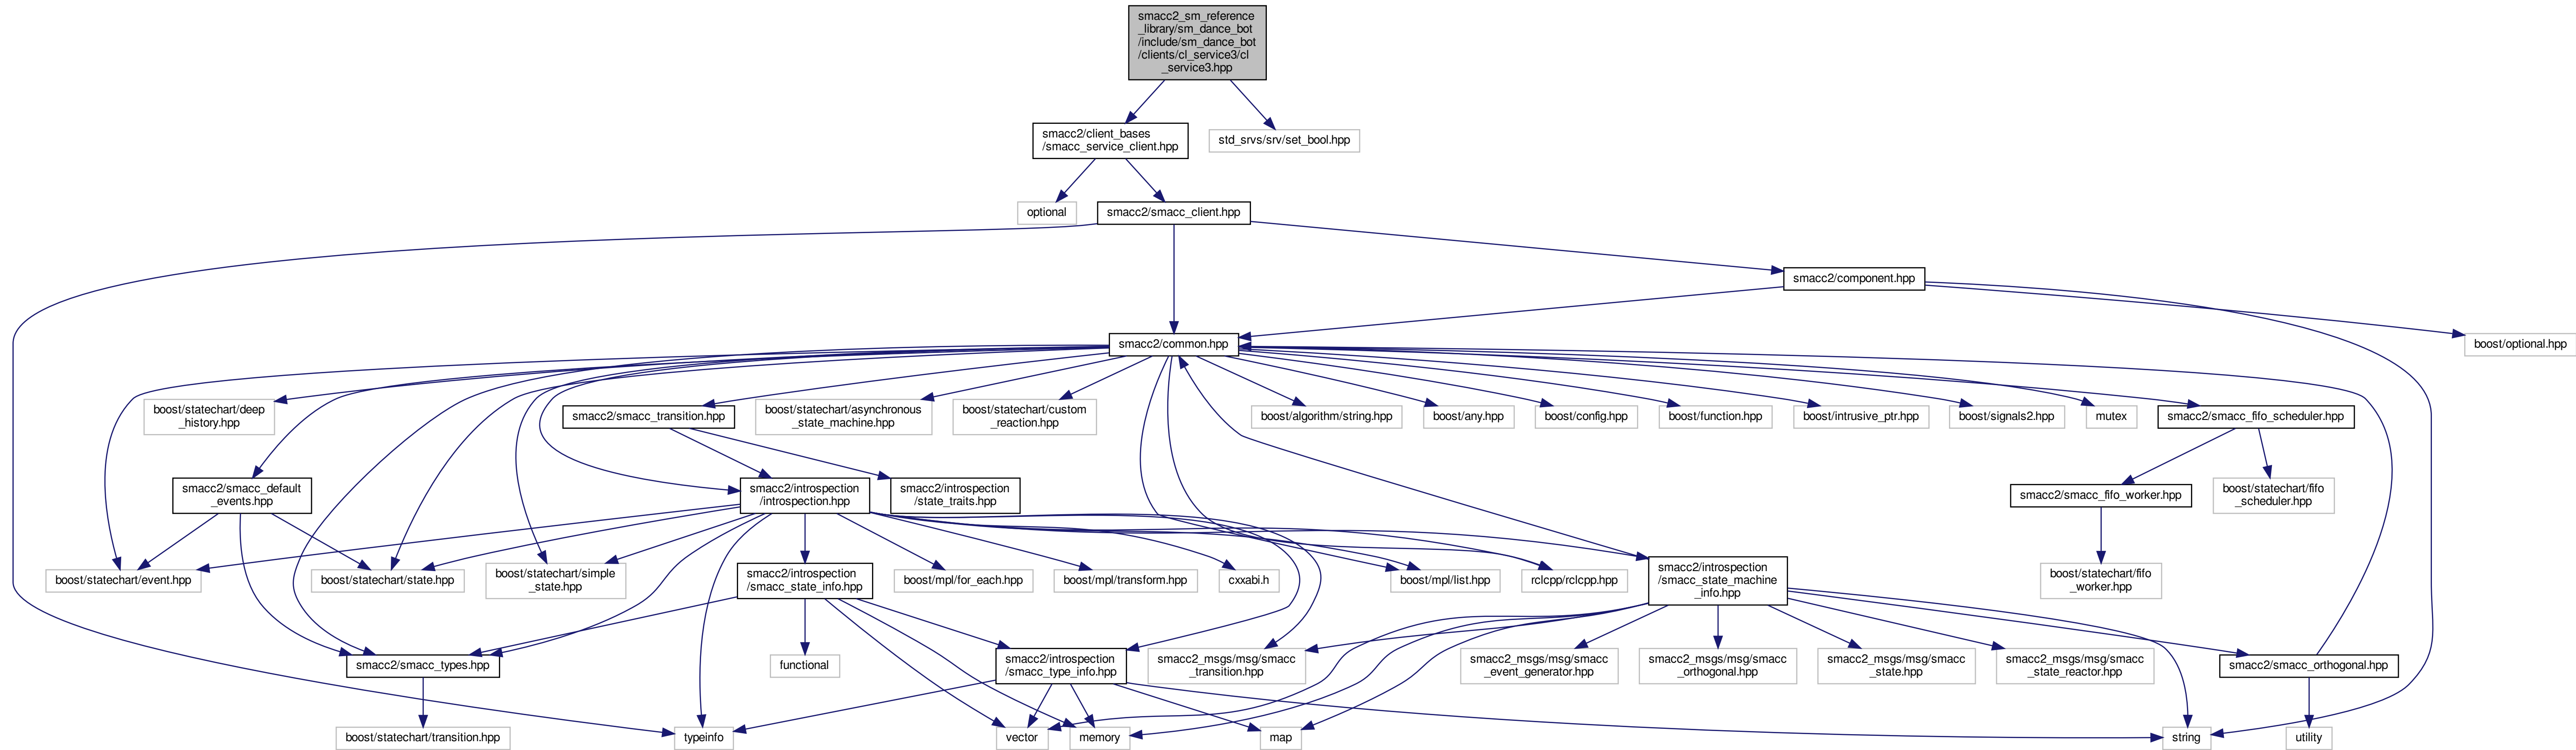 smacc2_sm_reference
_library/sm_dance_bot
/include/sm_dance_bot
/clients/cl_service3/cl
_service3.hpp
smacc2/client_bases
/smacc_service_client.hpp
std_srvs/srv/set_bool.hpp
optional
smacc2/smacc_client.hpp
smacc2/component.hpp
smacc2/common.hpp
boost/optional.hpp
boost/statechart/deep
_history.hpp
smacc2/smacc_transition.hpp
boost/statechart/asynchronous
_state_machine.hpp
boost/statechart/custom
_reaction.hpp
boost/algorithm/string.hpp
boost/any.hpp
boost/config.hpp
boost/function.hpp
boost/intrusive_ptr.hpp
boost/signals2.hpp
mutex
smacc2/smacc_fifo_scheduler.hpp
smacc2/smacc_default
_events.hpp
smacc2/introspection
/introspection.hpp
smacc2/introspection
/state_traits.hpp
smacc2/smacc_fifo_worker.hpp
boost/statechart/fifo
_scheduler.hpp
boost/statechart/event.hpp
boost/statechart/state.hpp
boost/statechart/simple
_state.hpp
smacc2/introspection
/smacc_state_info.hpp
boost/mpl/for_each.hpp
boost/mpl/transform.hpp
cxxabi.h
boost/mpl/list.hpp
rclcpp/rclcpp.hpp
smacc2/introspection
/smacc_state_machine
_info.hpp
boost/statechart/fifo
_worker.hpp
smacc2/smacc_types.hpp
functional
smacc2/introspection
/smacc_type_info.hpp
smacc2_msgs/msg/smacc
_transition.hpp
smacc2_msgs/msg/smacc
_event_generator.hpp
smacc2_msgs/msg/smacc
_orthogonal.hpp
smacc2_msgs/msg/smacc
_state.hpp
smacc2_msgs/msg/smacc
_state_reactor.hpp
smacc2/smacc_orthogonal.hpp
boost/statechart/transition.hpp
typeinfo
vector
memory
map
string
utility